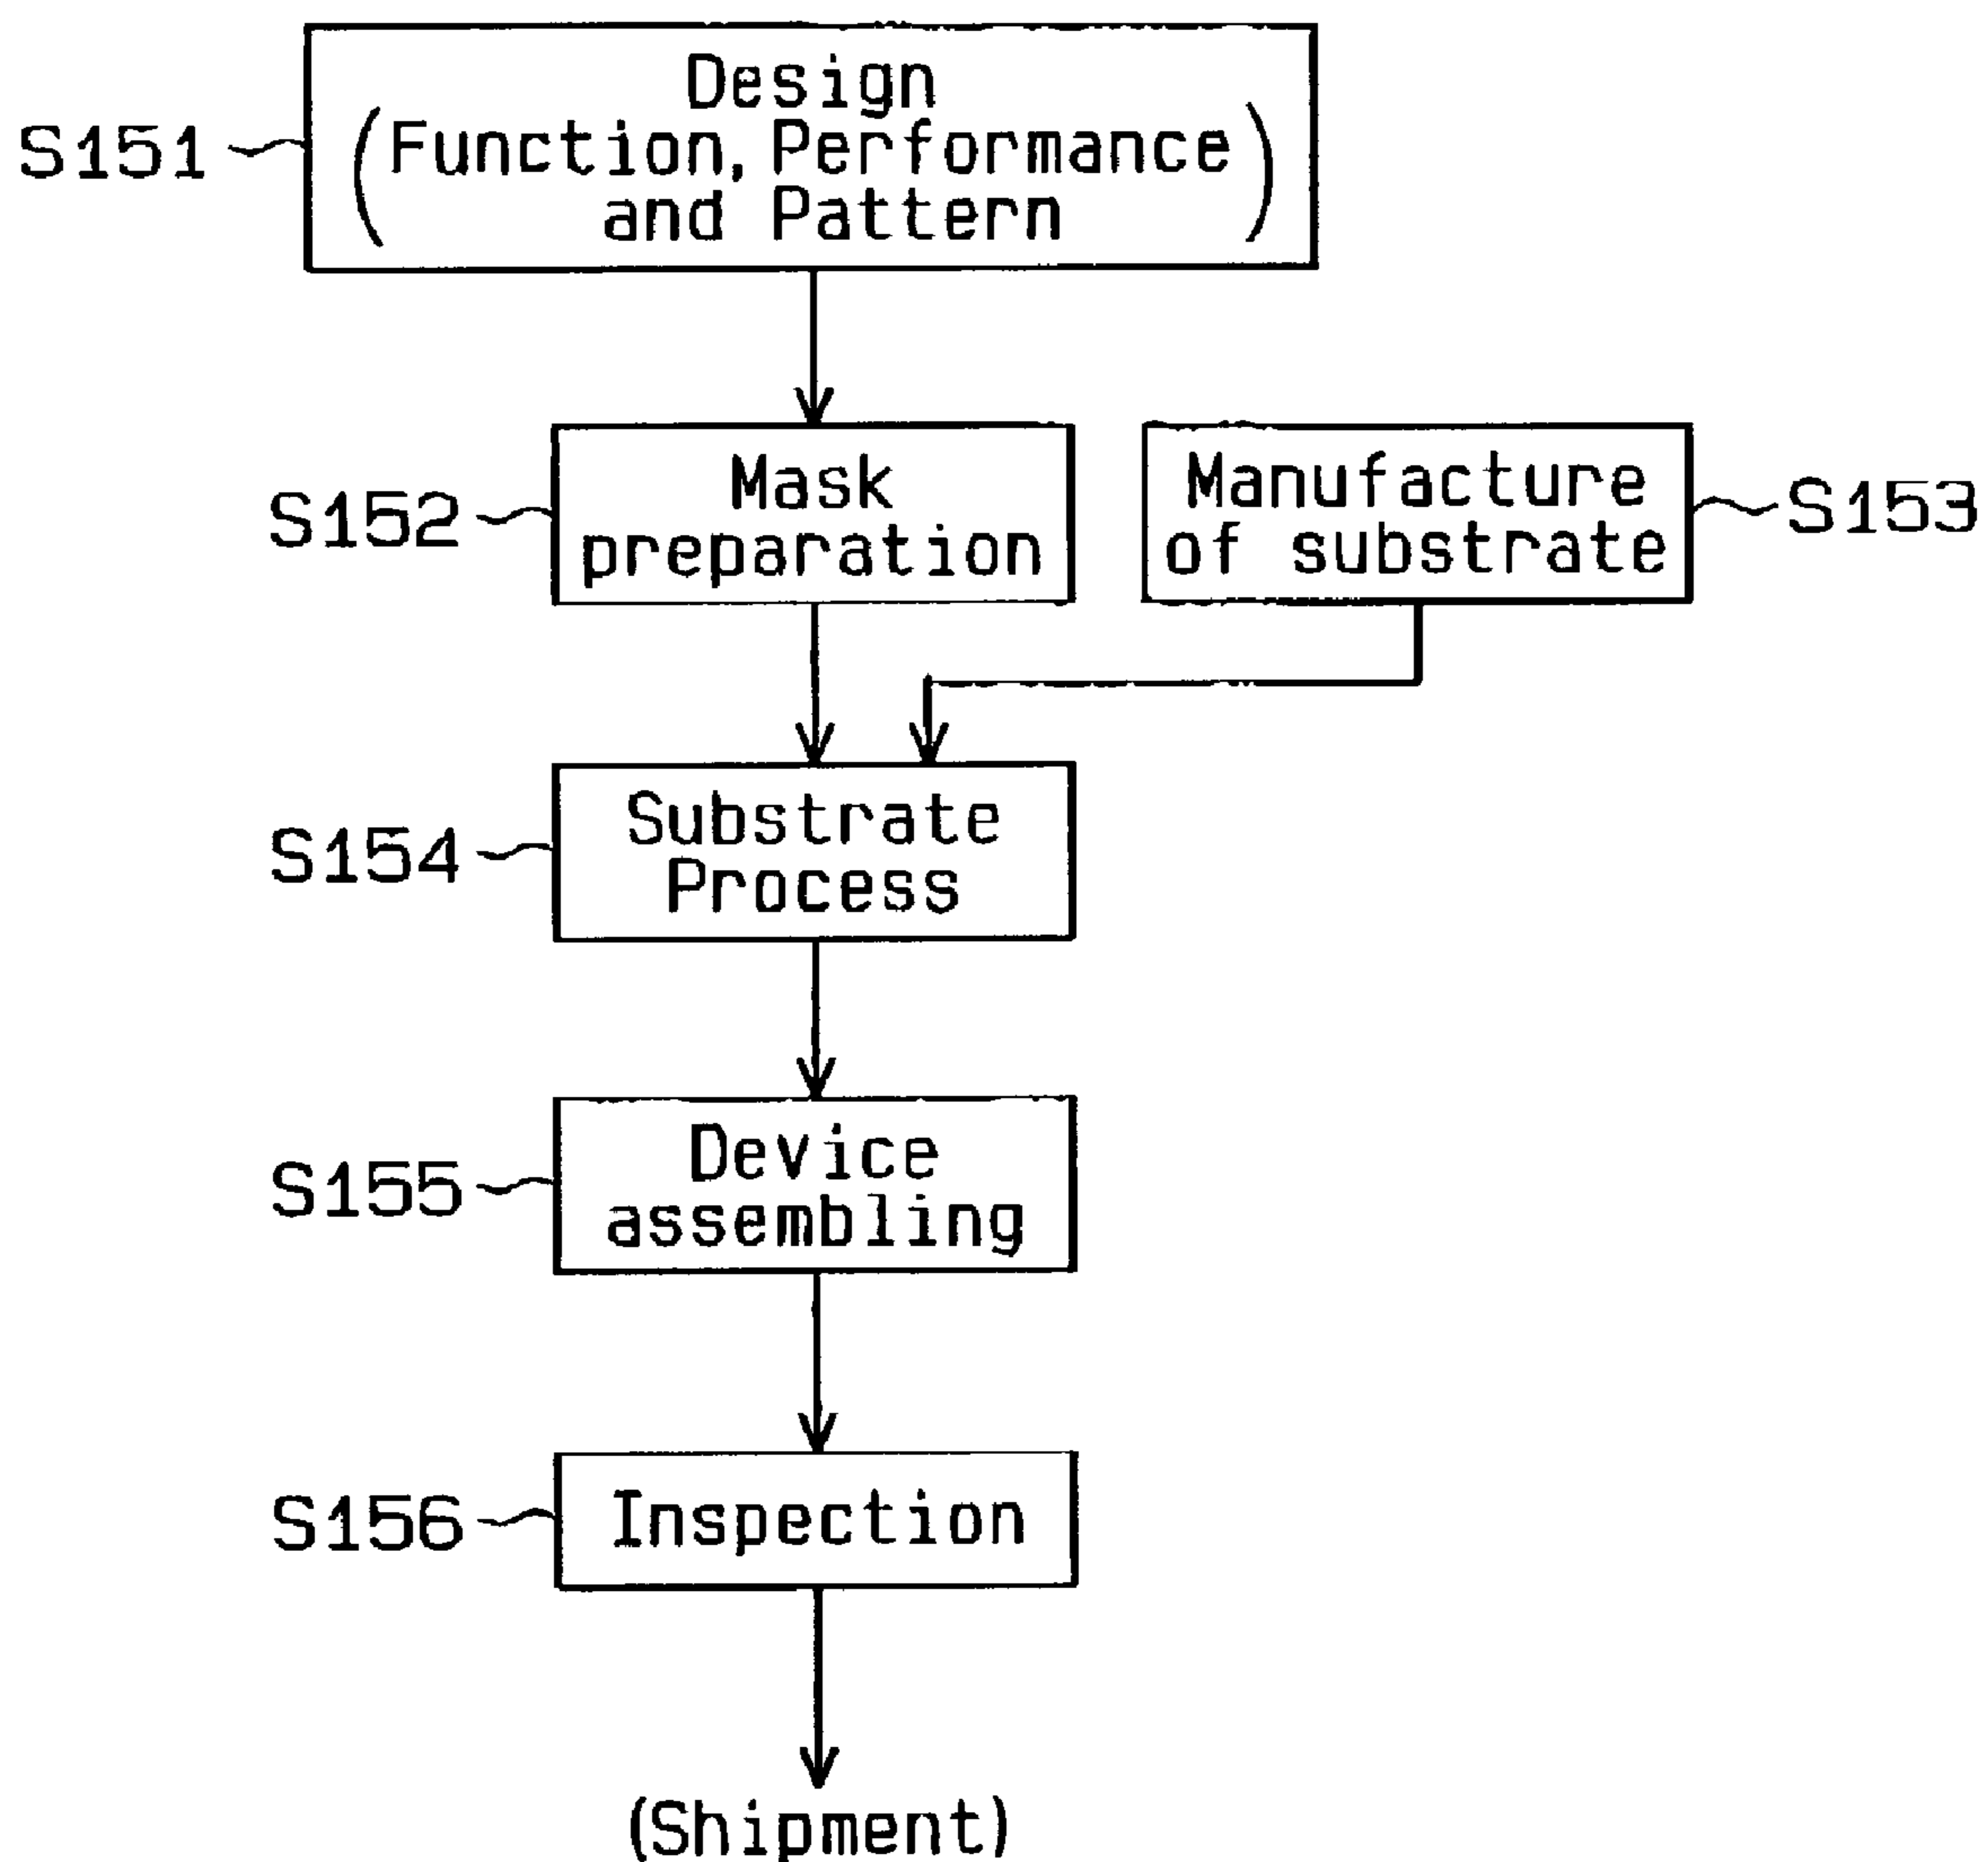 Design
S151 (Function, Performance
and Pattern)
Mask
preparation
S152
Manufacture
of substrate
S153
Substrate
Process
S154
Device
assembling
S155
S156 Inspection
(Shipment)